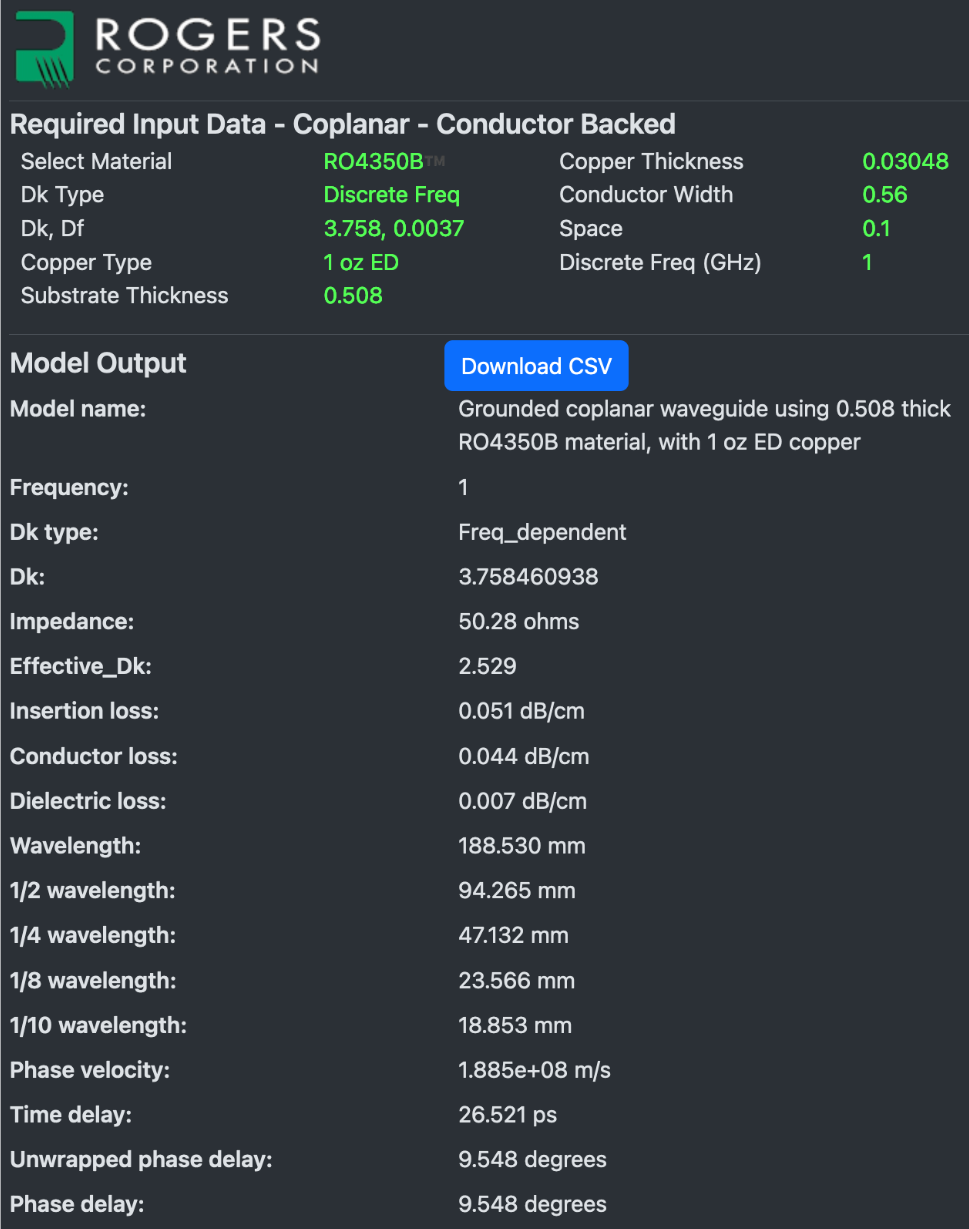 ROGERS
CORPORATION
Required Input Data - Coplanar - Conductor Backed
Select Material RO4350B™ Copper Thickness 0.03048
Dk Type Discrete Freq Conductor Width 0.56
Dk, Df 3.758, 0.0037 Space 0.1
Copper Type 1 oz ED Discrete Freq (GHz) 1
Substrate Thickness 0.508
Model Output Download CSV
Model name: Grounded coplanar waveguide using 0.508 thick
RO4350B material, with 1 oz ED copper
Frequency: 1
Dk type: Freq_dependent
Dk: 3.758460938
Impedance: 50.28 ohms
Effective_Dk: 2.529
Insertion loss: 0.051 dB/cm
Conductor loss: 0.044 dB/cm
Dielectric loss: 0.007 dB/cm
Wavelength: 188.530 mm
1/2 wavelength: 94.265 mm
1/4 wavelength: 47.132 mm
1/8 wavelength: 23.566 mm
1/10 wavelength: 18.853 mm
Phase velocity: 1.885e+08 m/s
Time delay: 26.521 ps
Unwrapped phase delay: 9.548 degrees
Phase delay: 9.548 degrees